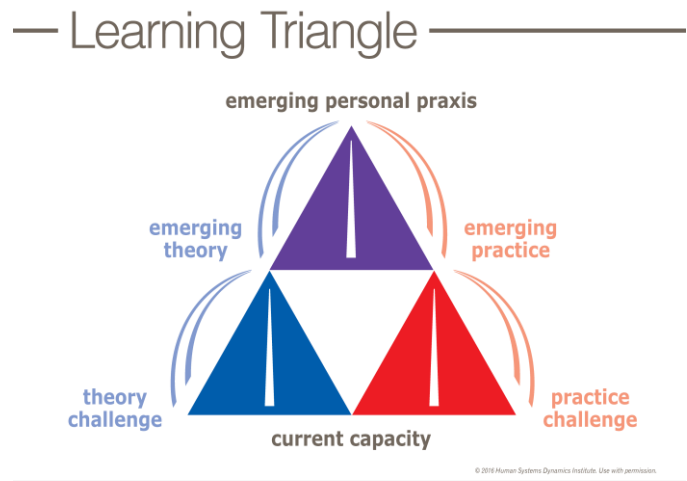 Learning Triangle
emerging personal praxis
emerging
theory
emerging
practice
theory
challenge
practice
challenge
current capacity
© 2016 Human Systems Dynamics Institute. Use with permission.